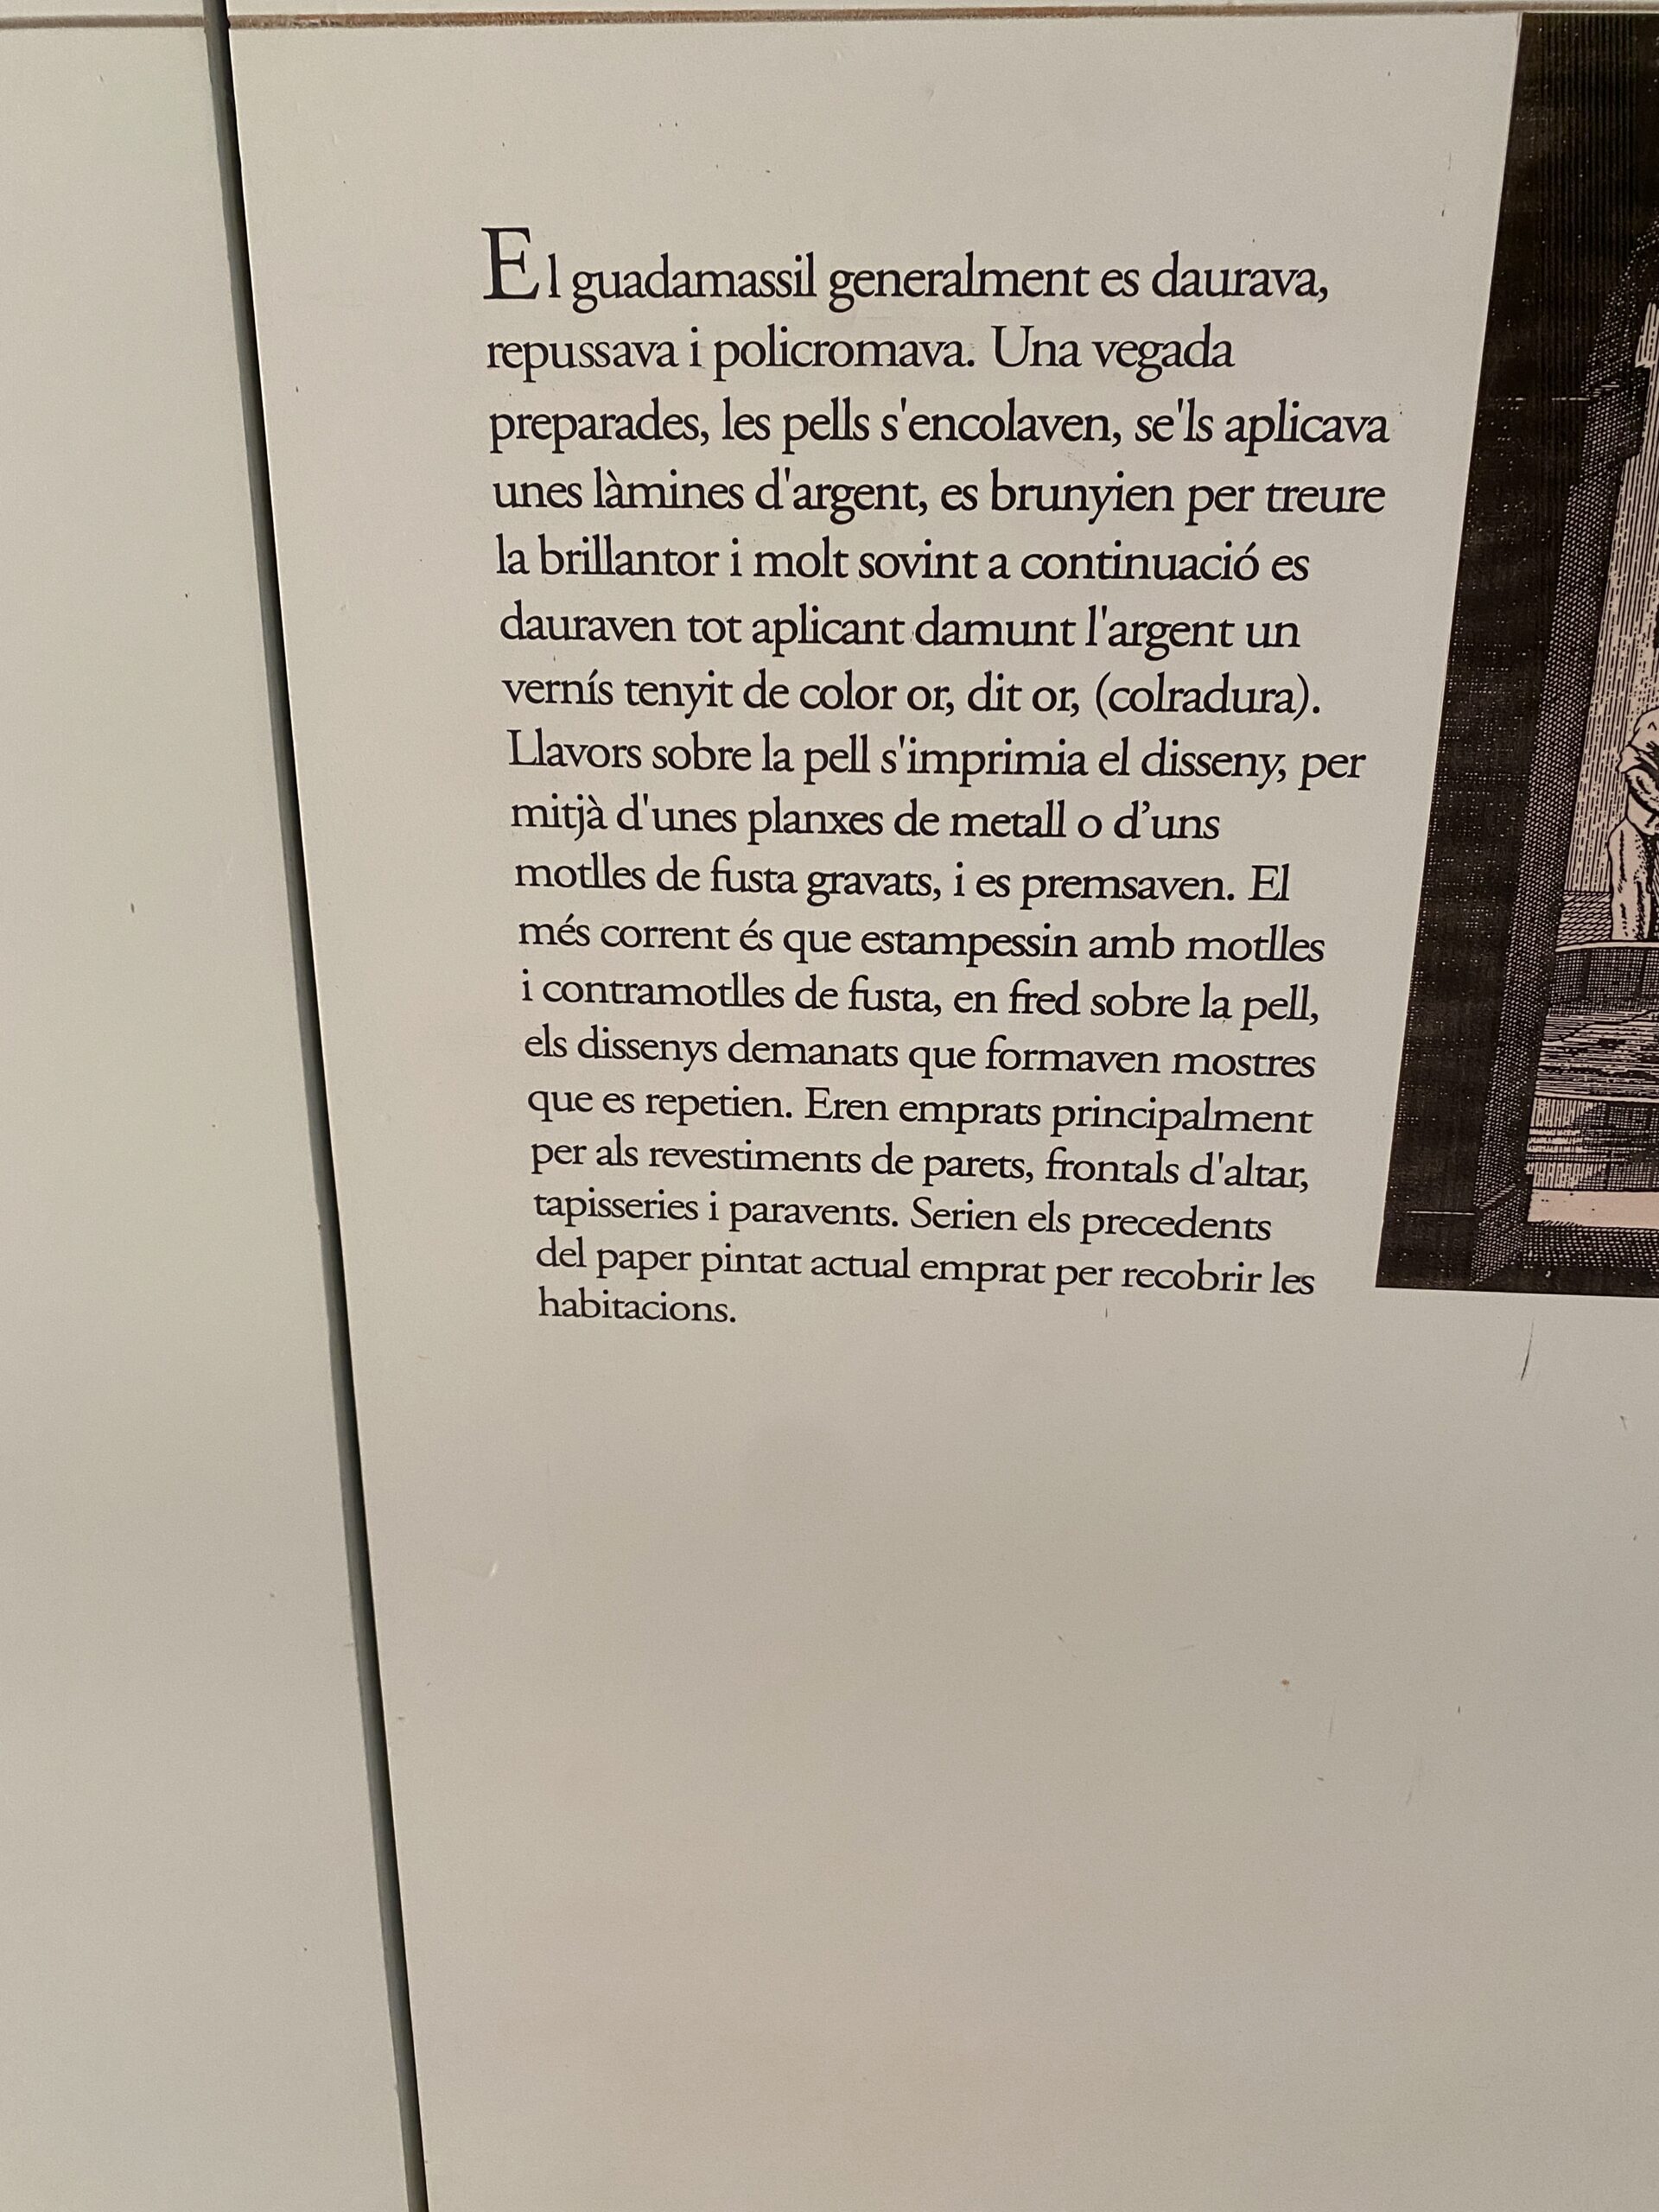 El guadamassil generalment es daurava,
repussava i policromava. Una vegada
preparades, les pells s'encolaven, se'ls aplicava
unes làmines d'argent, es brunyien per treure
la brillantor i molt sovint a continuació es
dauraven tot aplicant damunt l'argent un
vernís tenyit de color or, dit or, (colradura).
Llavors sobre la pell s'imprimia el disseny, per
mitjà d'unes planxes de metall o d’uns
motlles de fusta gravats, i es premsaven. El
més corrent és que estampessin amb motlles
i contramotlles de fusta, en fred sobre la pell,
els dissenys demanats que formaven mostres
que es repetien. Eren emprats principalment
per als revestiments de parets, frontals d'altar,
tapisseries i paravents. Serien els precedents
del paper pintat actual emprat per recobrir les
habitacions.